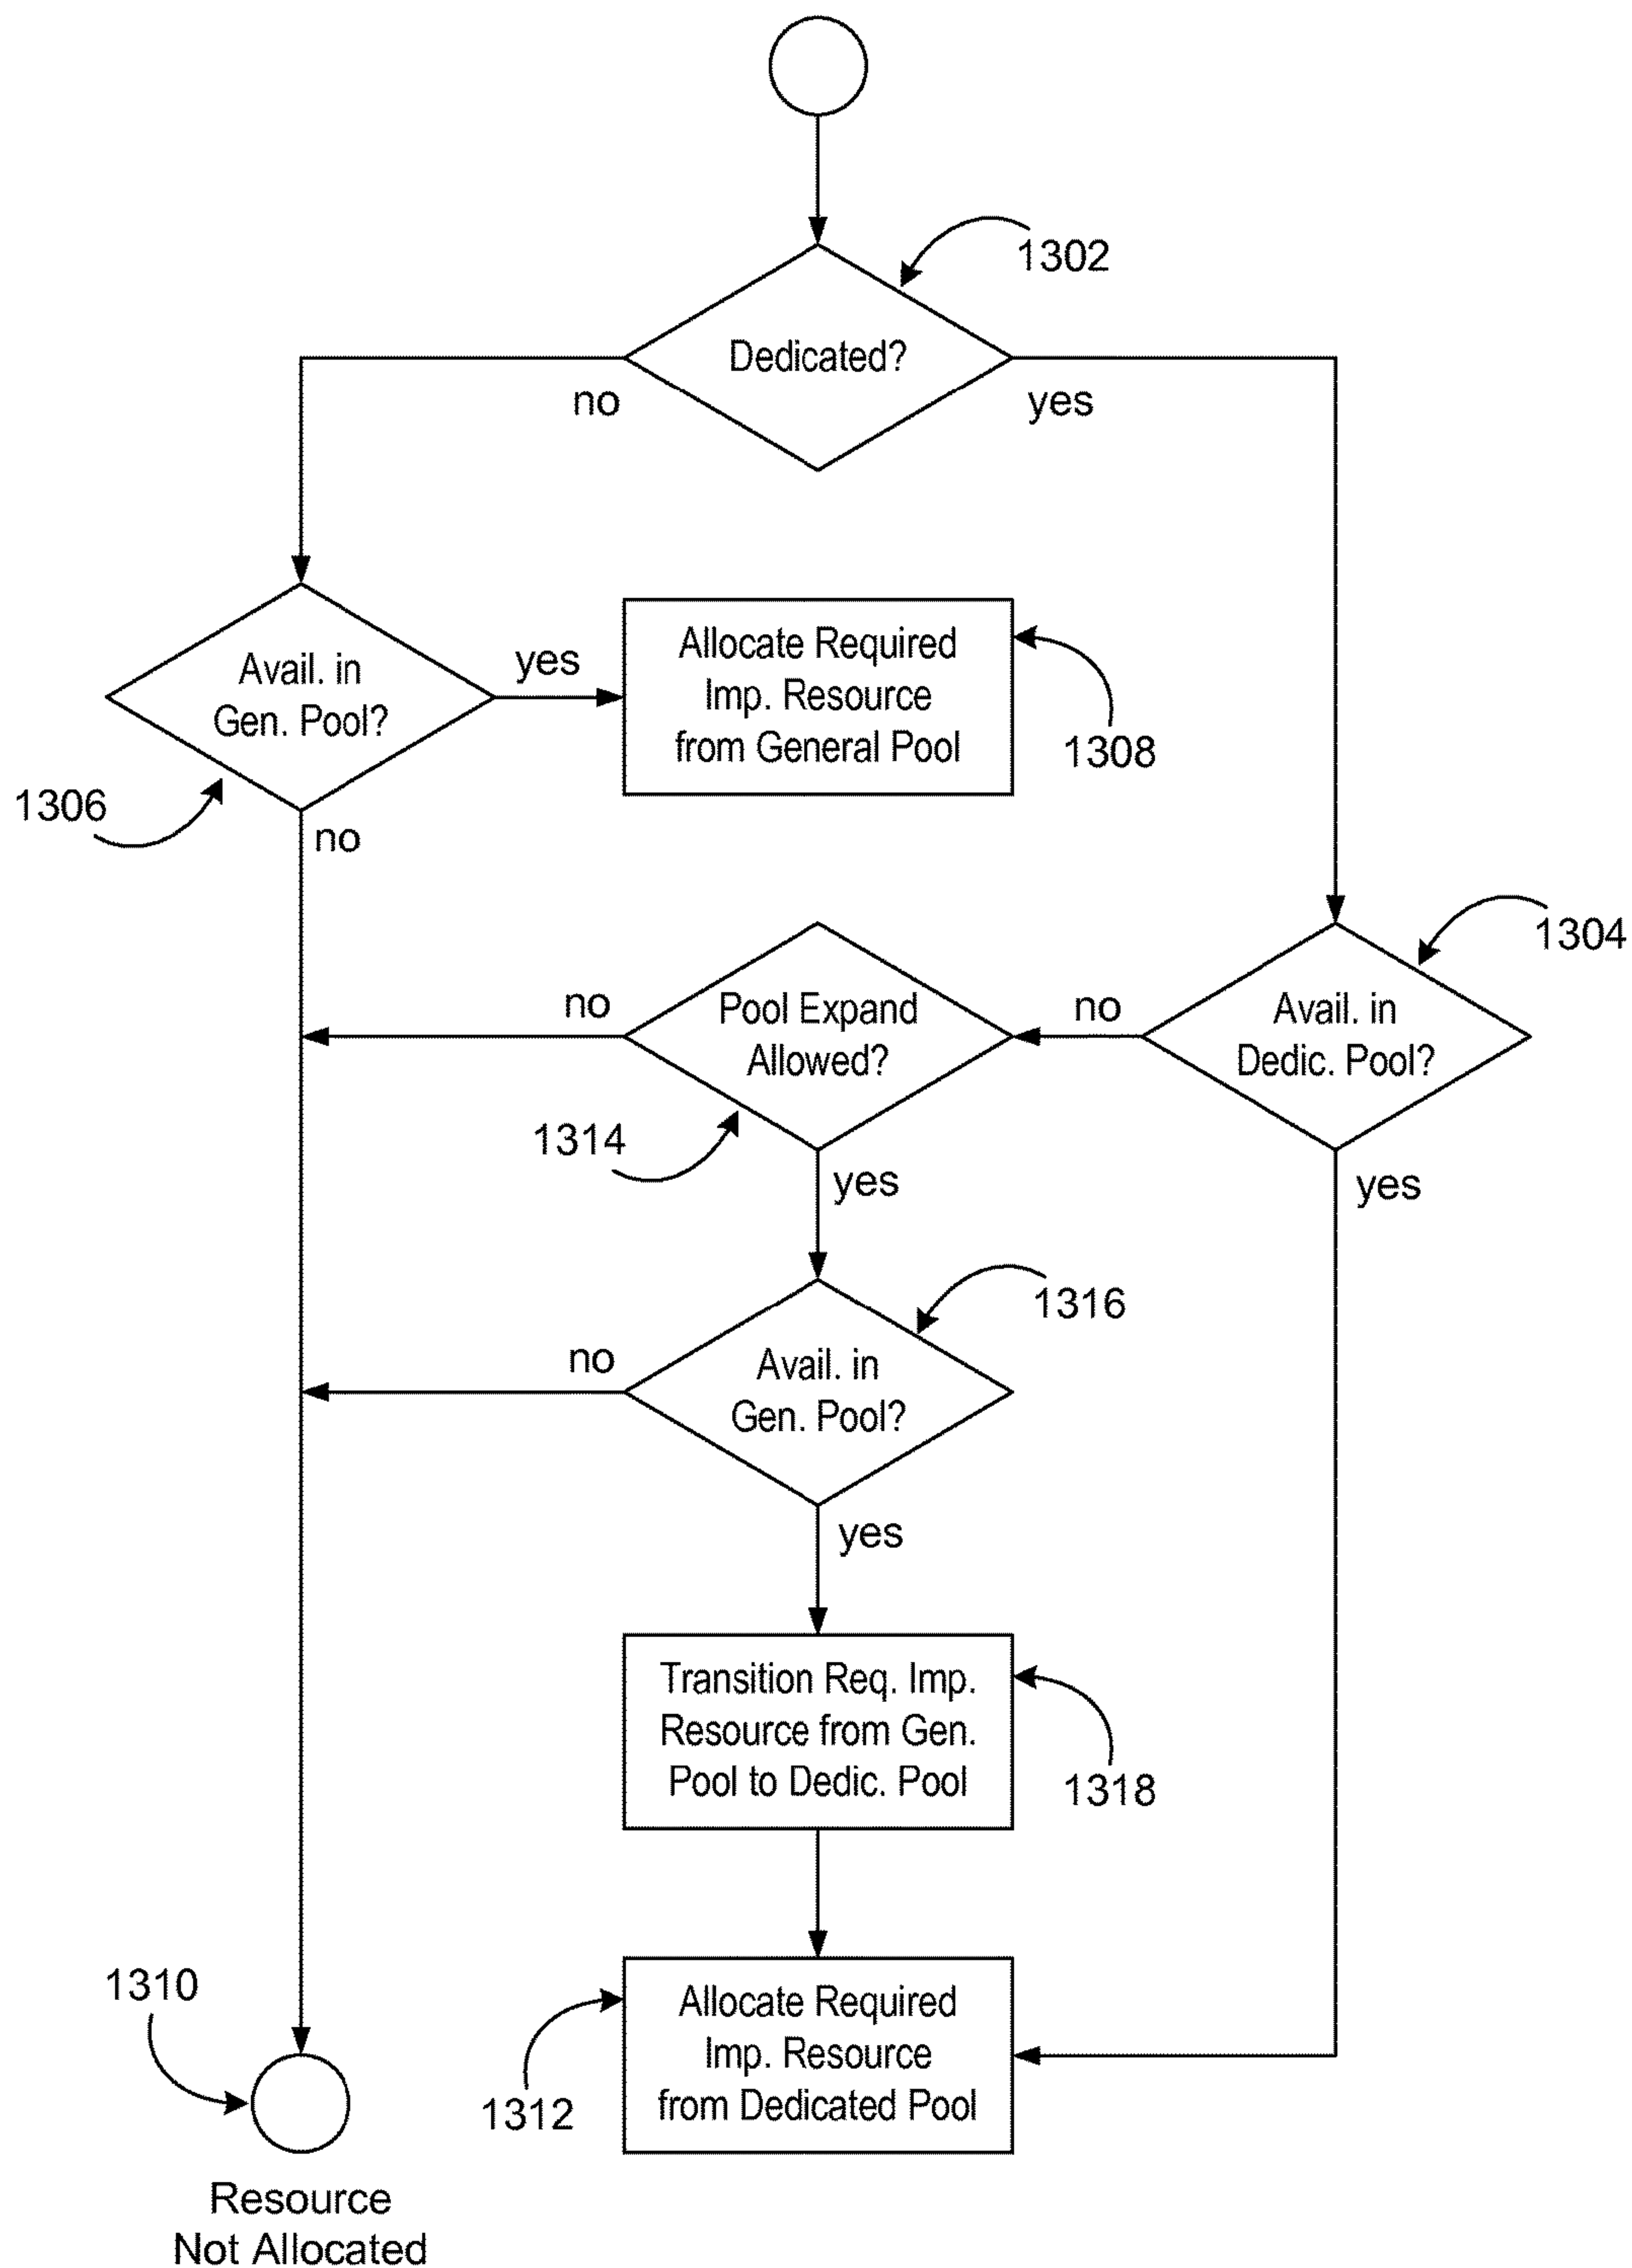 1302
Dedicated?
no
yes
Avail. in
Gen. Pool?
yes
Allocate Required
Imp. Resource
from General Pool
1308
1306
no
1304
Avail. in
Dedic. Pool?
no
Pool Expand
Allowed?
no
1314
yes
yes
1316
Avail. in
Gen. Pool?
no
yes
Transition Req. Imp.
Resource from Gen.
Pool to Dedic. Pool
1318
1310
Allocate Required
Imp. Resource
from Dedicated Pool
1312
Resource
Not Allocated